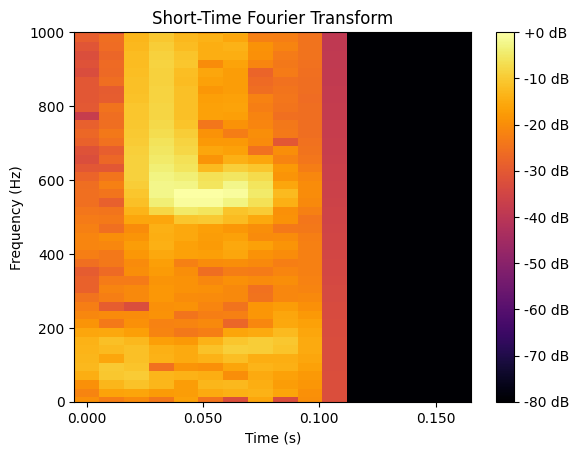 Short-Time Fourier Transform
Frequency (Hz)
1000
800
600
400
200
0
0.000
0.050
0.100
0.150
Time (s)
+0 dB
-10 dB
-20 dB
-30 dB
-40 dB
-50 dB
-60 dB
-70 dB
-80 dB